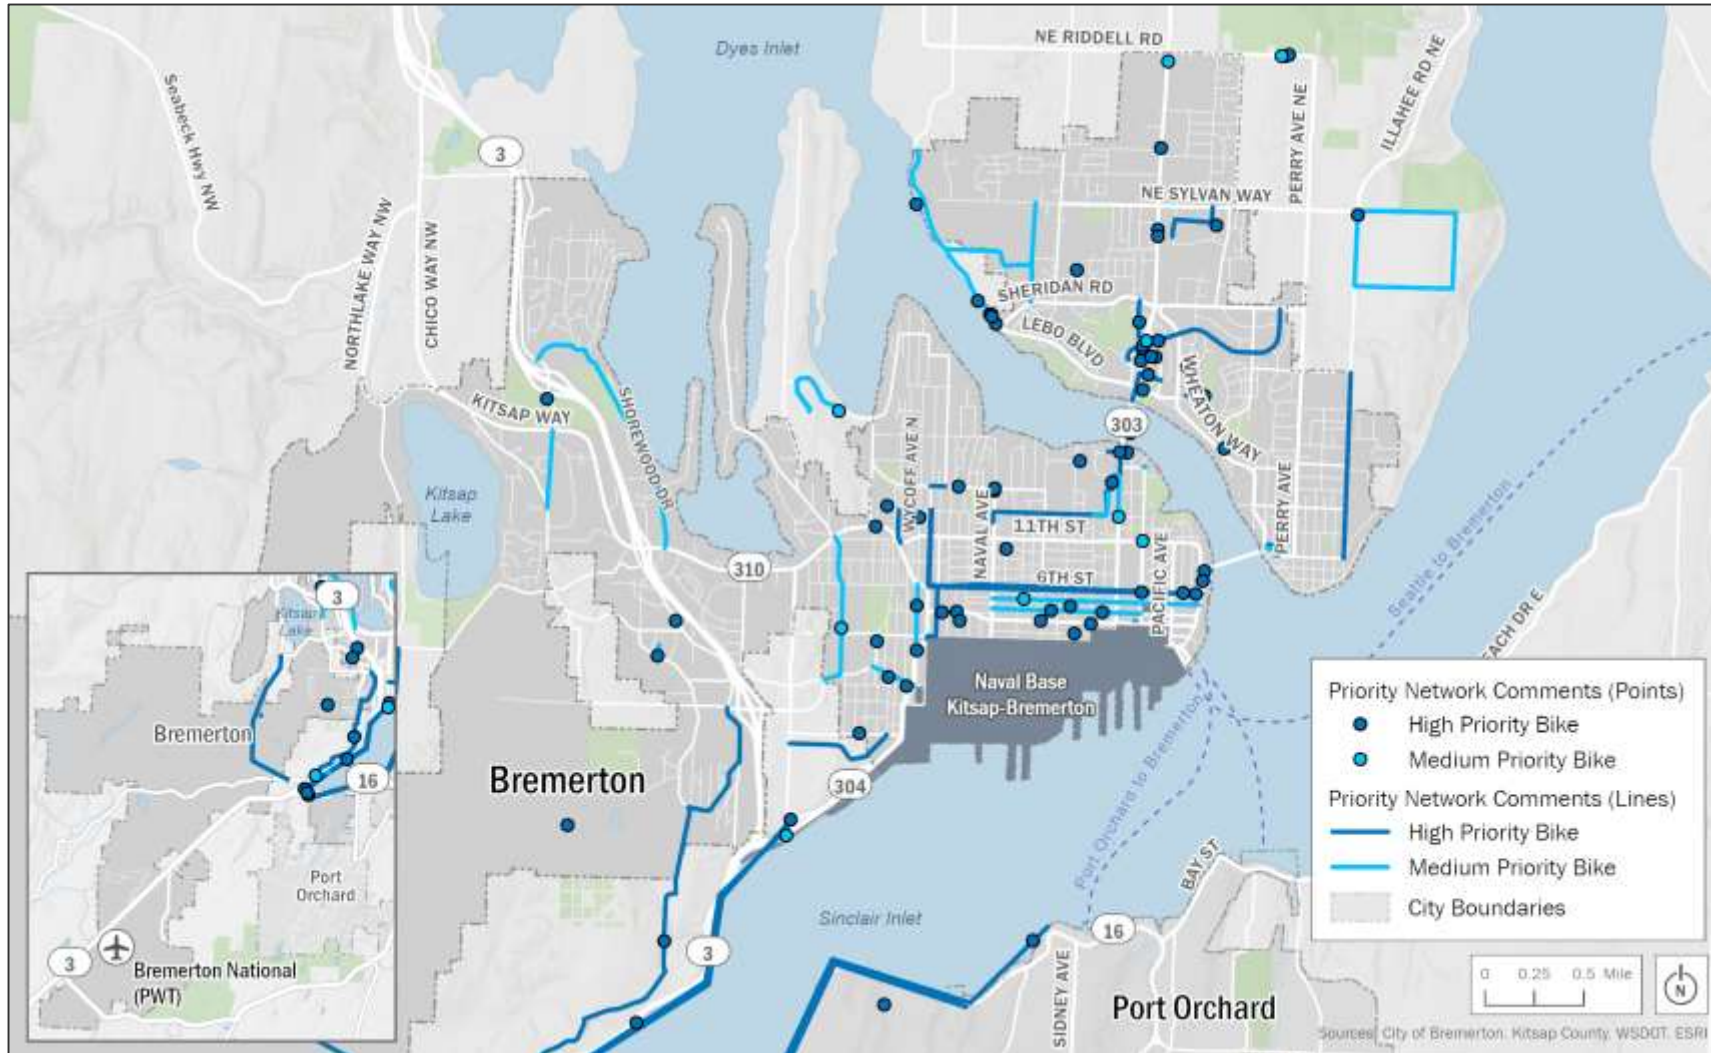 Dyes Inlet
NE RIDDELL RD
Seabeck Hwy NW
ILLAHEE RD NE
3
PERRY AVE NE
NE SYLVAN WAY
NORTHLAKE WAY NW
CHICO WAY NW
SHERIDAN RD
LEBO BLVD
WHEATON WAY
KITSAP WAY
SHOREWOOD DR
303
WYCOFF AVE N
Kitsap
Lake
NAVAL AVE
11TH ST
PERRY AVE
PACIFIC AVE
310
6TH ST
Seattle to Bremerton
EACH DR E
3
Kitsap
Lake
Bremerton
16
Port
Orchard
3
Bremerton National
(PWT)
Naval Base
Kitsap-Bremerton
Port Orchard to Bremerton
Bremerton
304
Sinclair Inlet
3
BAY ST
16
SIDNEY AVE
Port Orchard
Priority Network Comments (Points)
High Priority Bike
Medium Priority Bike
Priority Network Comments (Lines)
High Priority Bike
Medium Priority Bike
City Boundaries
0 0.25 0.5 Mile
N
Sources: City of Bremerton, Kitsap County, WSDOT, ESRI